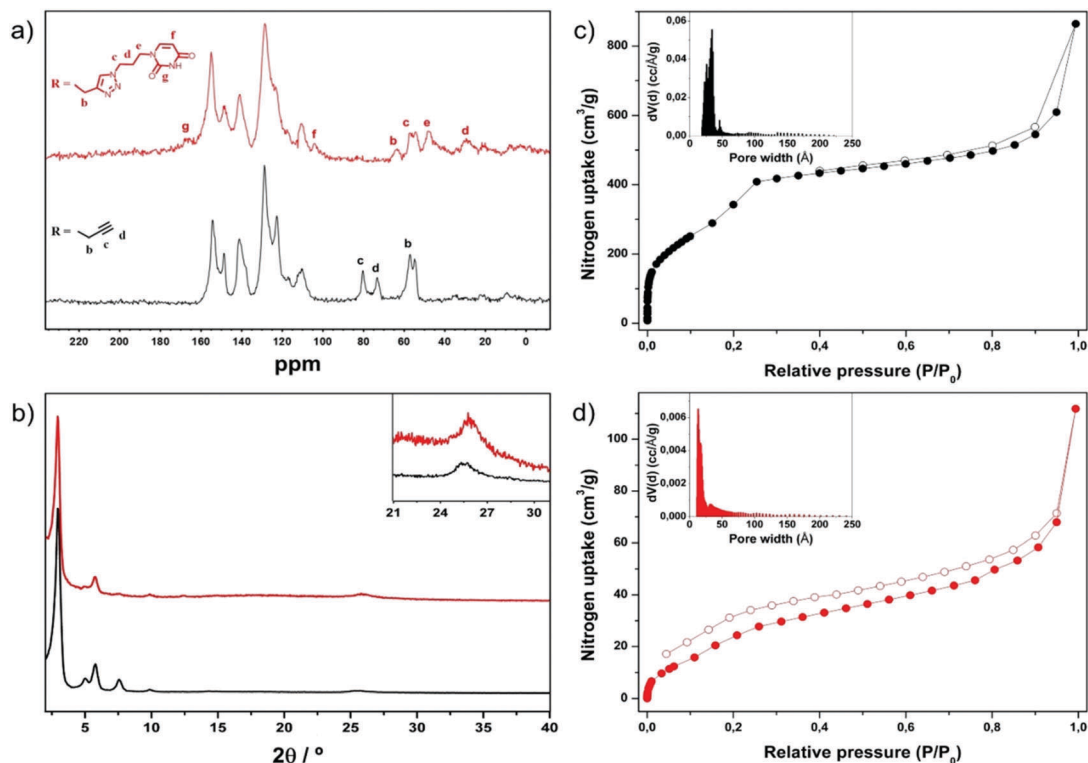 a)
f
e
d
c
N
O
R =
N
O
NH
N
N
g
b
g
f
b
c
e
d
R =
b
c
d
b
c
d
220 200 180 160 140 120 100 80 60 40 20 0
ppm
b)
21 24 27 30
5 10 15 20 25 30 35 40
2θ / º
c)
Nitrogen uptake (cm³/g)
800
600
400
200
0
dV(d) (cc/Å/g)
0,06
0,04
0,02
0,00
0 50 100 150 200 250
Pore width (Å)
0,0 0,2 0,4 0,6 0,8 1,0
Relative pressure (P/P₀)
d)
Nitrogen uptake (cm³/g)
100
80
60
40
20
0
dV(d) (cc/Å/g)
0,006
0,004
0,002
0,000
0 50 100 150 200 250
Pore width (Å)
0,0 0,2 0,4 0,6 0,8 1,0
Relative pressure (P/P₀)